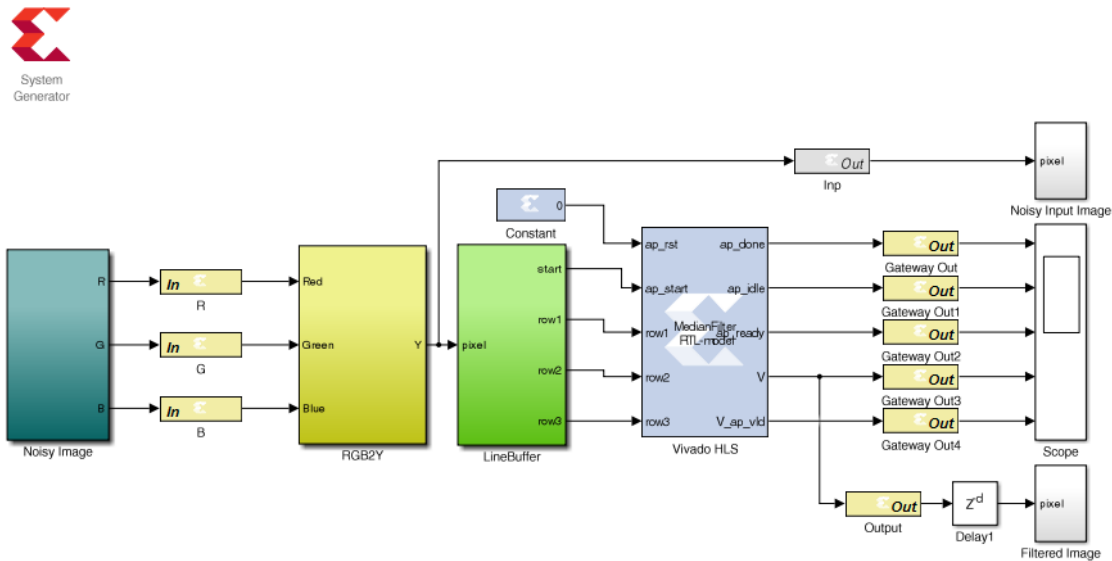 System
Generator
Out
Inp
pixel
Noisy Input Image
0
Constant
R
G
B
Noisy Image
In
R
In
G
In
B
Red
Green
Blue
Y
RGB2Y
pixel
start
row1
row2
row3
LineBuffer
ap_rst
ap_start
row1
row2
row3
MedianFilter
RTL-model
ap_done
ap_idle
ap_ready
V
V_ap_vld
Vivado HLS
Out
Gateway Out
Out
Gateway Out1
Out
Gateway Out2
Out
Gateway Out3
Out
Gateway Out4
Scope
Out
Output
z-d
Delay1
pixel
Filtered Image